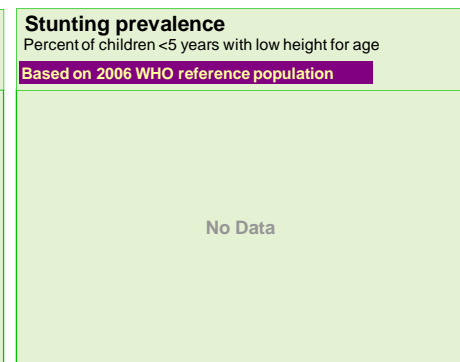 Stunting prevalence
Percent of children <5 years with low height for age
Based on 2006 WHO reference population
No Data